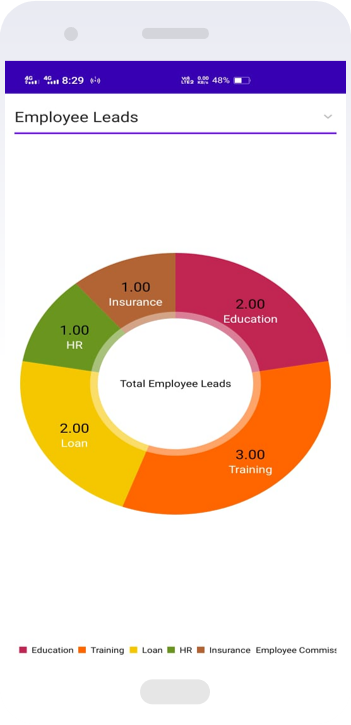 4G 4G 8:29 VoLTE2 0.00 KB/s 48%
Employee Leads
1.00
Insurance
2.00
Education
1.00
HR
Total Employee Leads
2.00
Loan
3.00
Training
Education Training Loan HR Insurance Employee Commiss